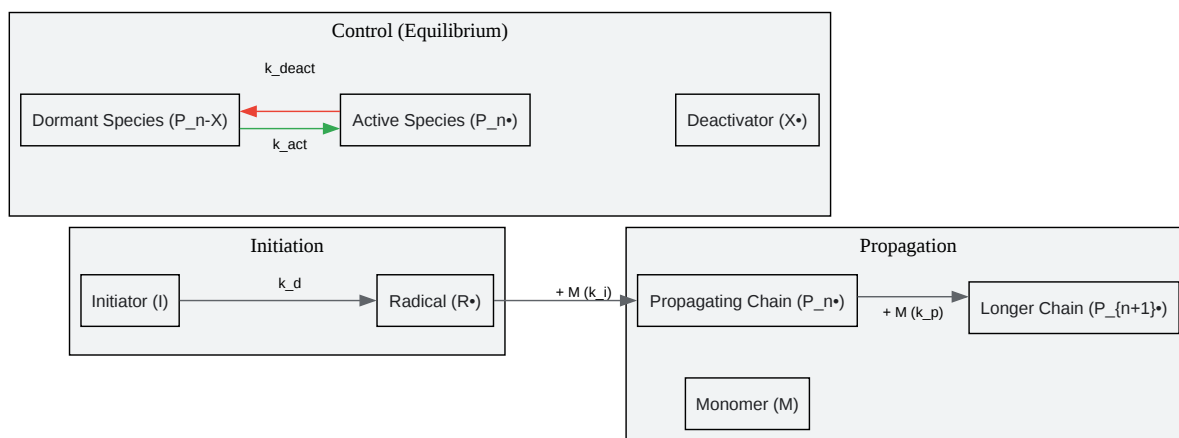 Control (Equilibrium)
k_deact
Dormant Species (P_n-X)
Active Species (P_n•)
Deactivator (X•)
k_act
Initiation
Propagation
k_d
Initiator (I)
Radical (R•)
+ M (k_i)
Propagating Chain (P_n•)
+ M (k_p)
Longer Chain (P_{n+1}•)
Monomer (M)